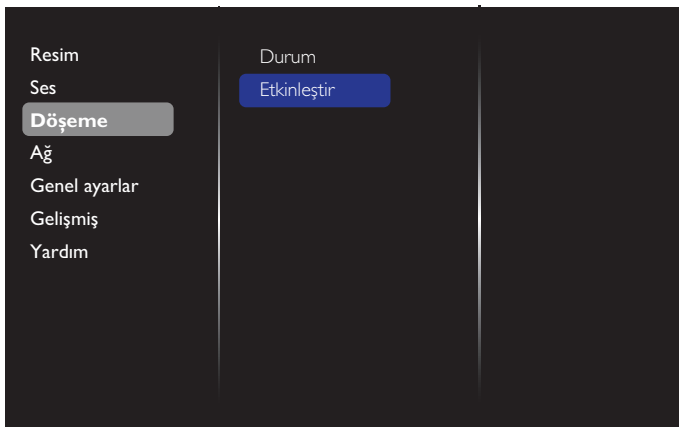 Resim
Ses
Döşeme
Ağ
Genel ayarlar
Gelişmiş
Yardım
Durum
Etkinleştir